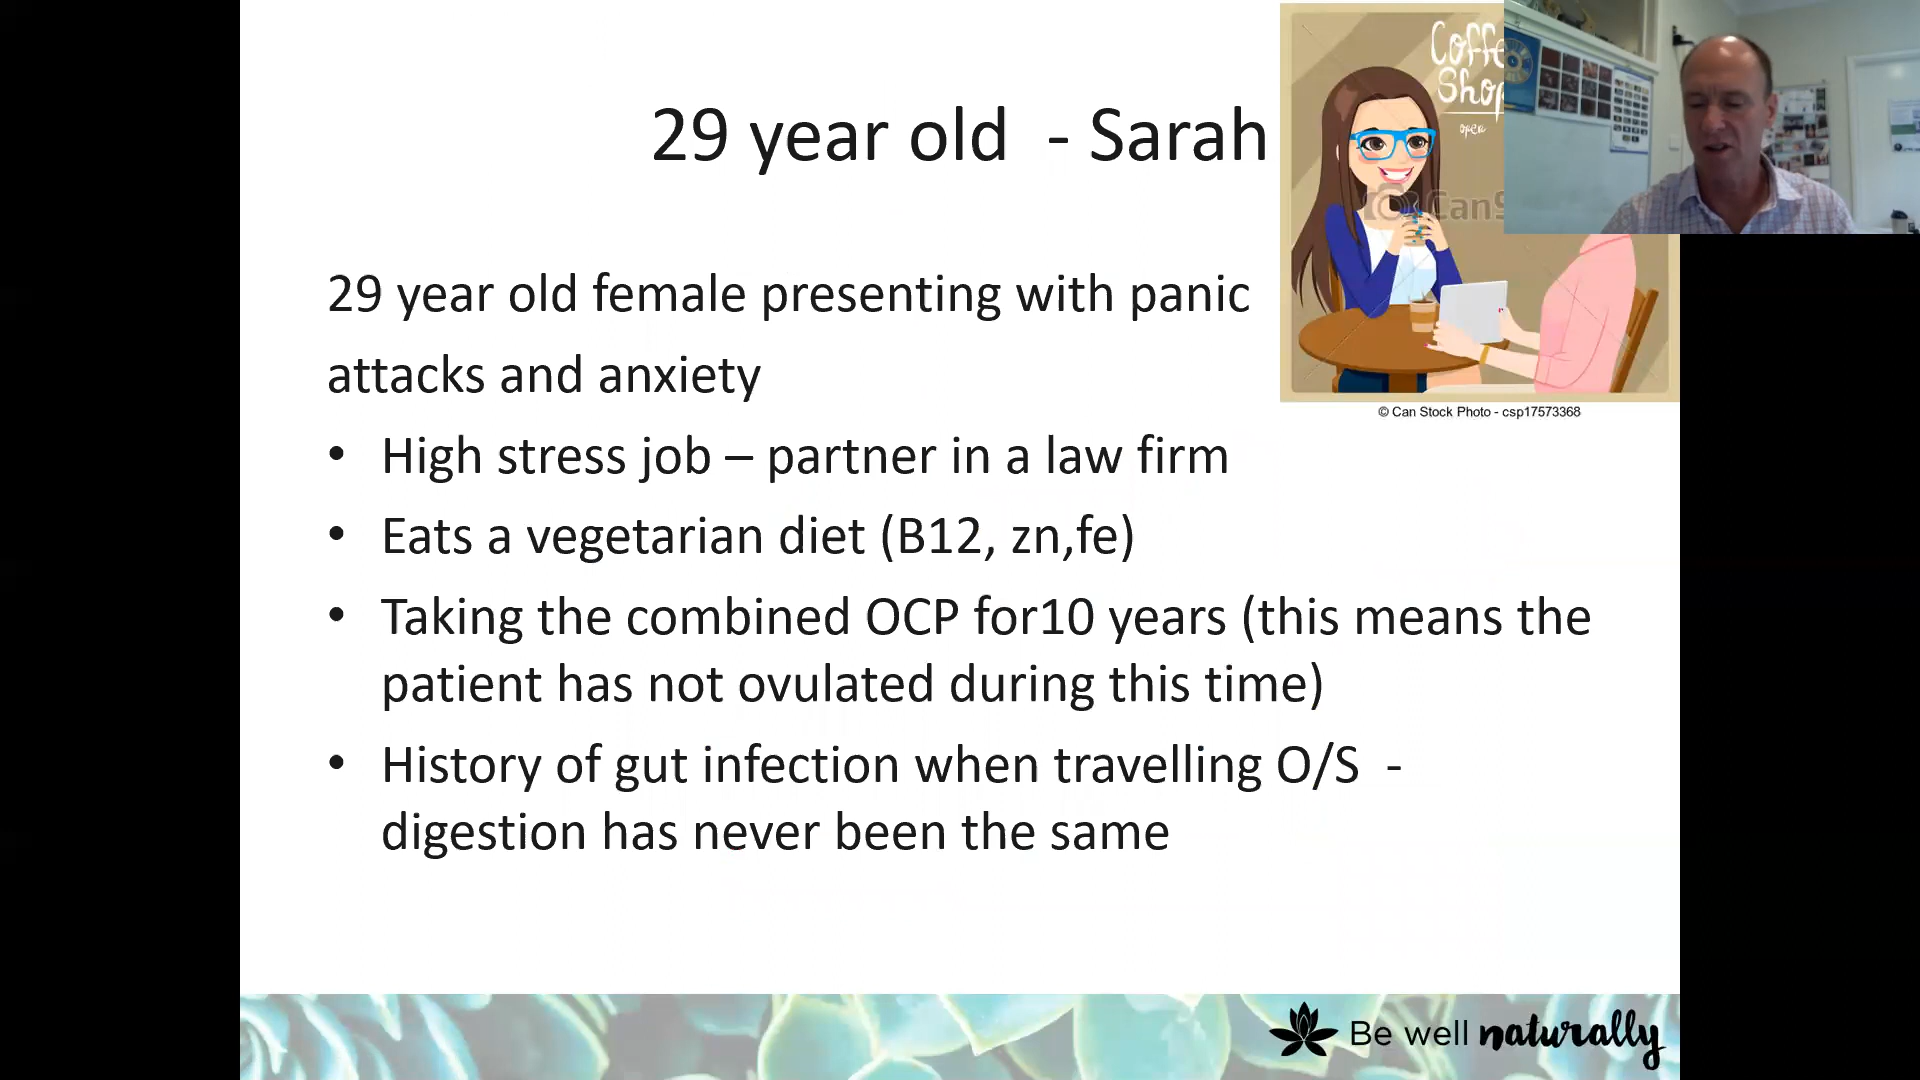 29 year old  - Sarah
Coffe
Shop
open
CanS
29 year old female presenting with panic
attacks and anxiety
© Can Stock Photo - csp17573368
• High stress job – partner in a law firm
• Eats a vegetarian diet (B12, zn,fe)
• Taking the combined OCP for10 years (this means the
patient has not ovulated during this time)
• History of gut infection when travelling O/S  -
digestion has never been the same
Be well naturally